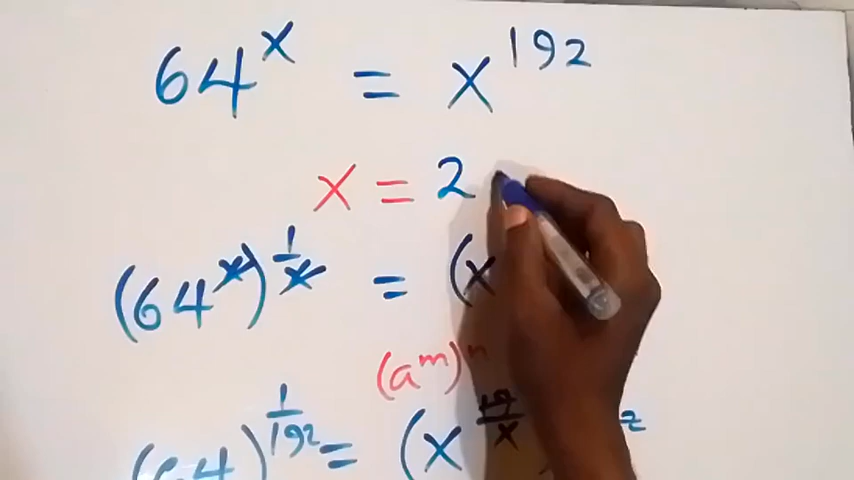 64^x = x^192
x = 2
(64^x)^(1/x) = (x
(a^m)^n
(64)^(1/192) = (x